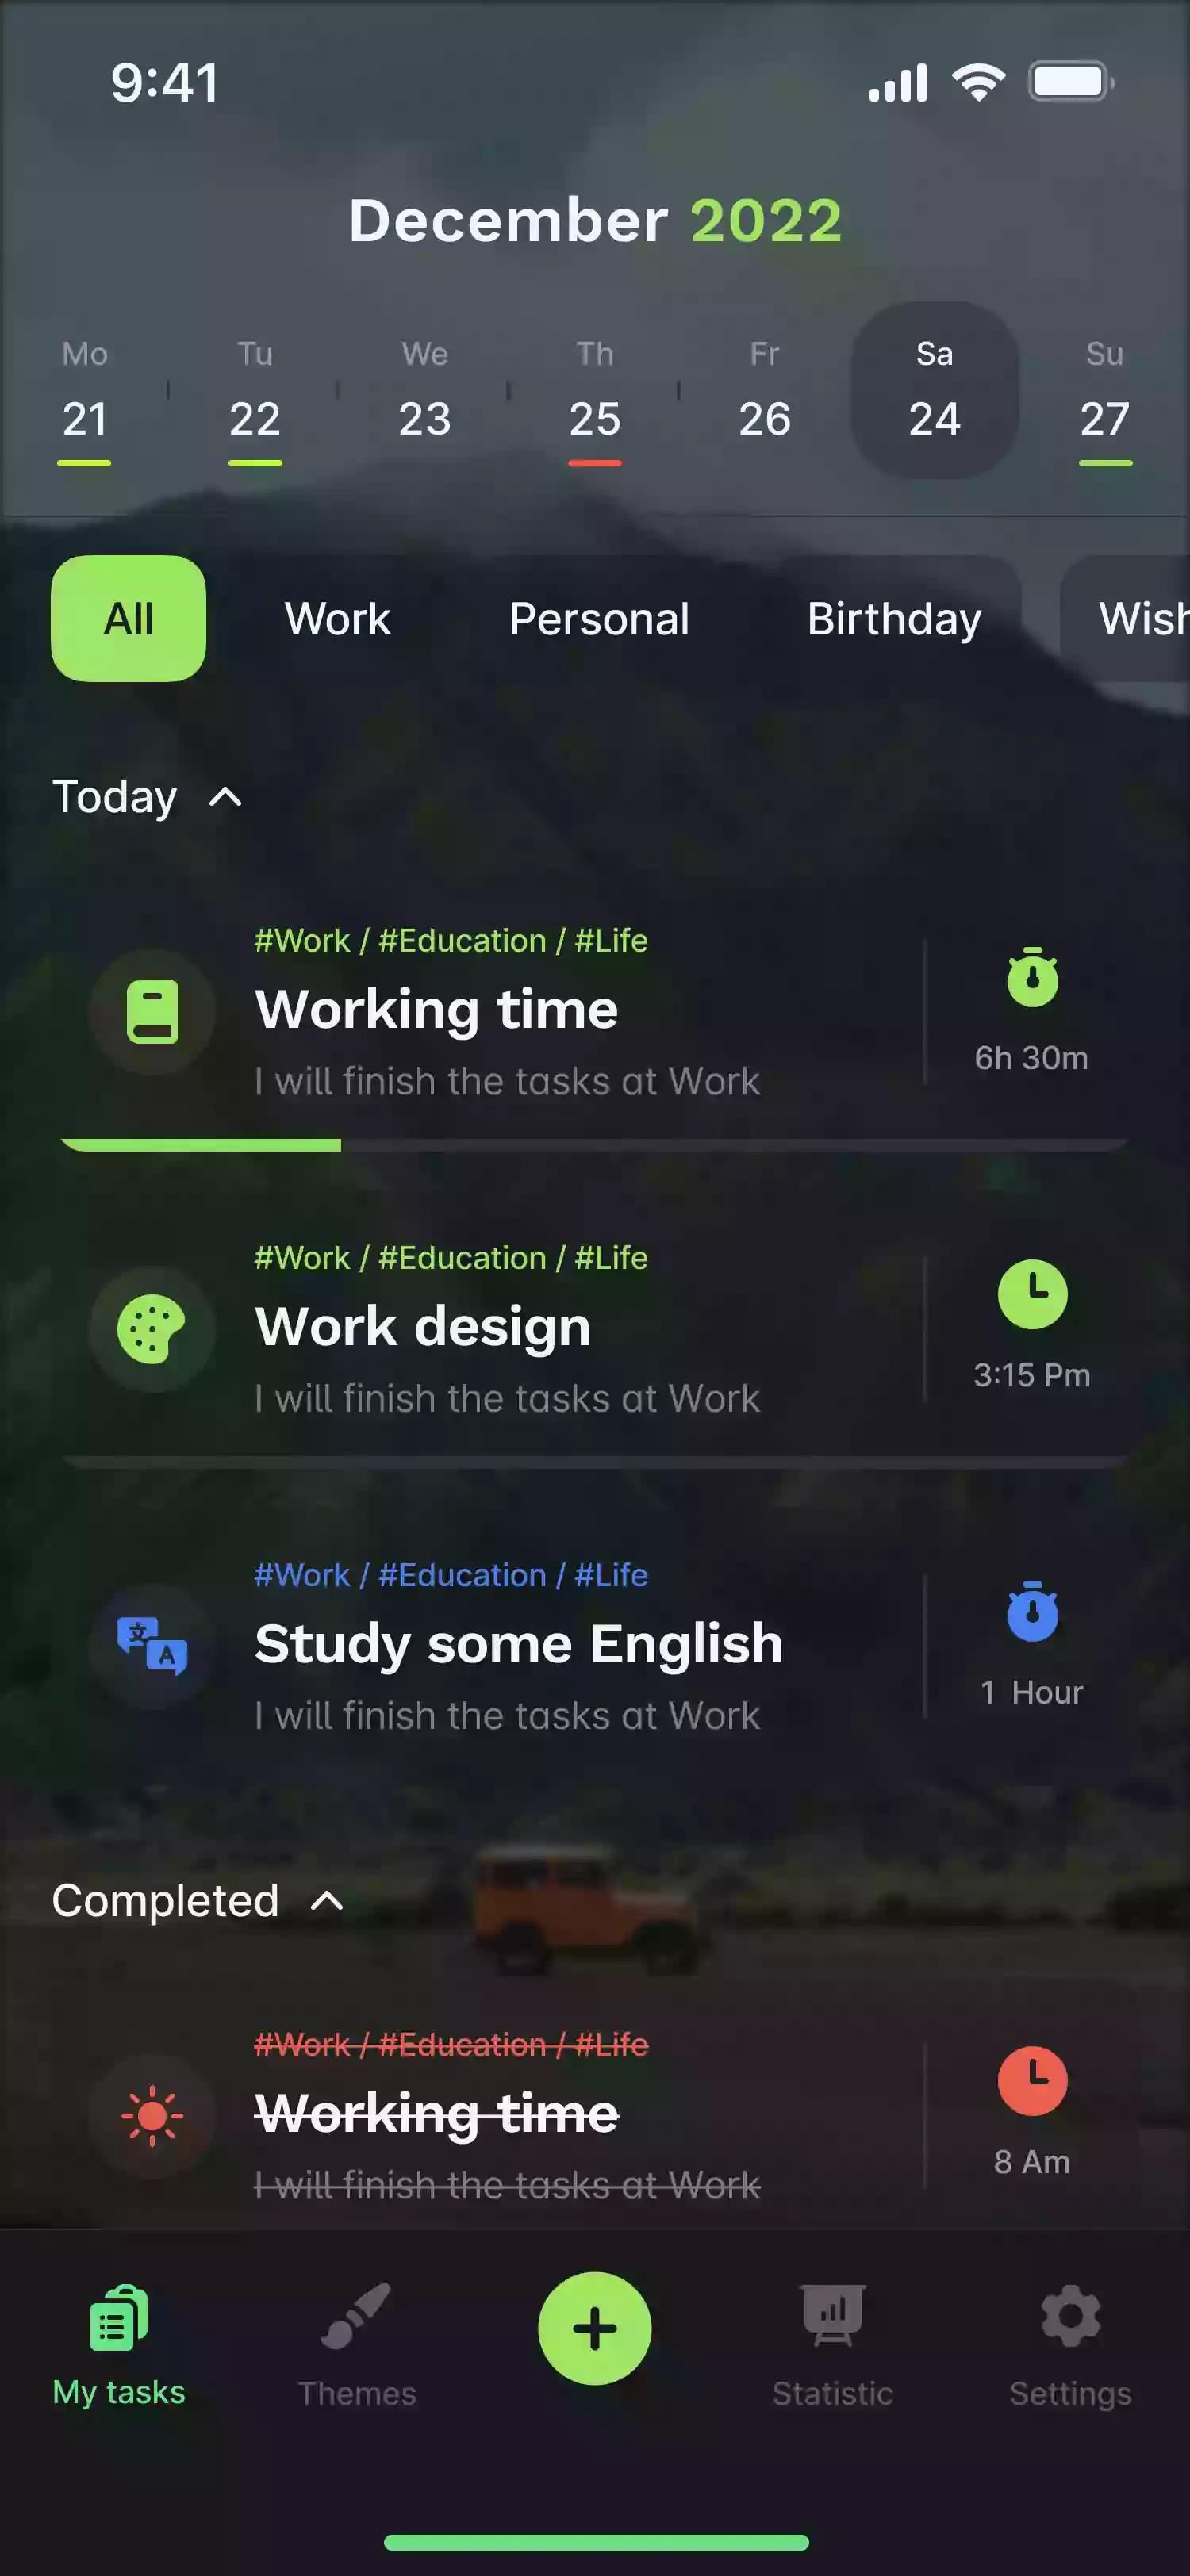 9:41
December 2022
Mo Tu We Th Fr Sa Su
21 22 23 25 26 24 27
All Work Personal Birthday Wish
Today
#Work / #Education / #Life
Working time
I will finish the tasks at Work
6h 30m
#Work / #Education / #Life
Work design
I will finish the tasks at Work
3:15 Pm
文
A
#Work / #Education / #Life
Study some English
I will finish the tasks at Work
1 Hour
Completed
#Work / #Education / #Life
Working time
I will finish the tasks at Work
8 Am
My tasks Themes Statistic Settings